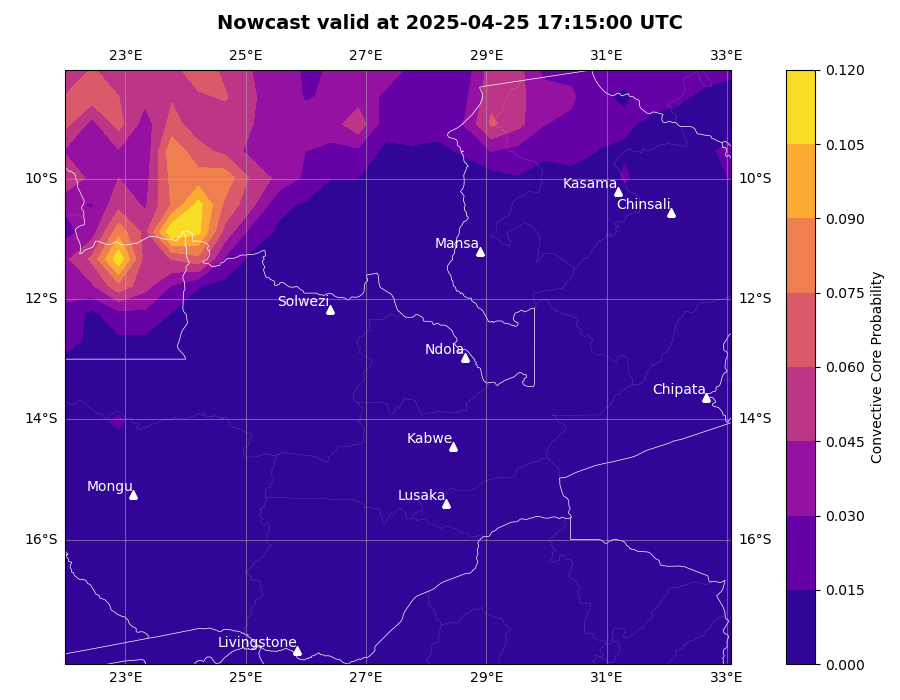 Nowcast valid at 2025-04-25 17:15:00 UTC
23°E 25°E 27°E 29°E 31°E 33°E
0.120
0.105
10°S Kasama 10°S
Chinsali
0.090
Mansa
12°S Solwezi 12°S
0.075
Ndola
0.060
Chipata
14°S 14°S
Kabwe
0.045
Mongu Lusaka
0.030
16°S 16°S
0.015
Livingstone
0.000
23°E 25°E 27°E 29°E 31°E 33°E
Convective Core Probability